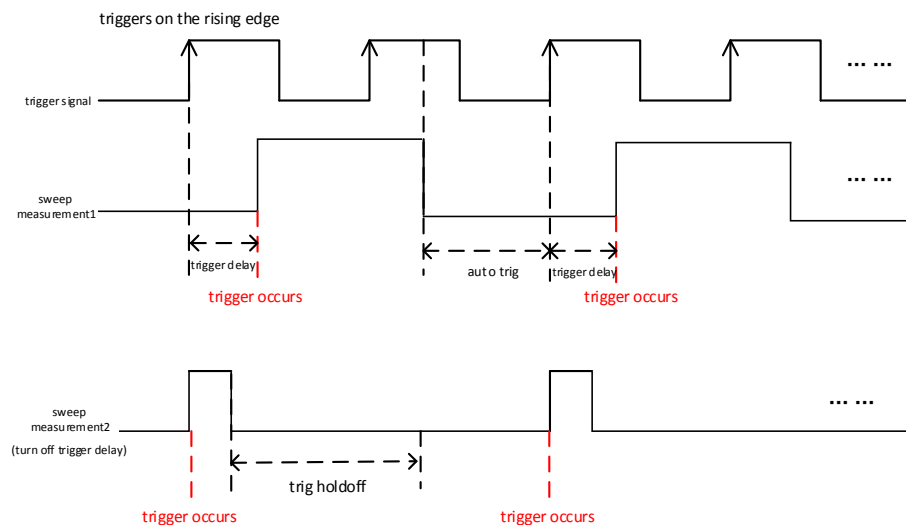 triggers on the rising edge
... ...
trigger signal
... ...
sweep
measurement1
trigger delay
auto trig
trigger delay
trigger occurs
trigger occurs
... ...
sweep
measurement2
(turn off trigger delay)
trig holdoff
trigger occurs
trigger occurs